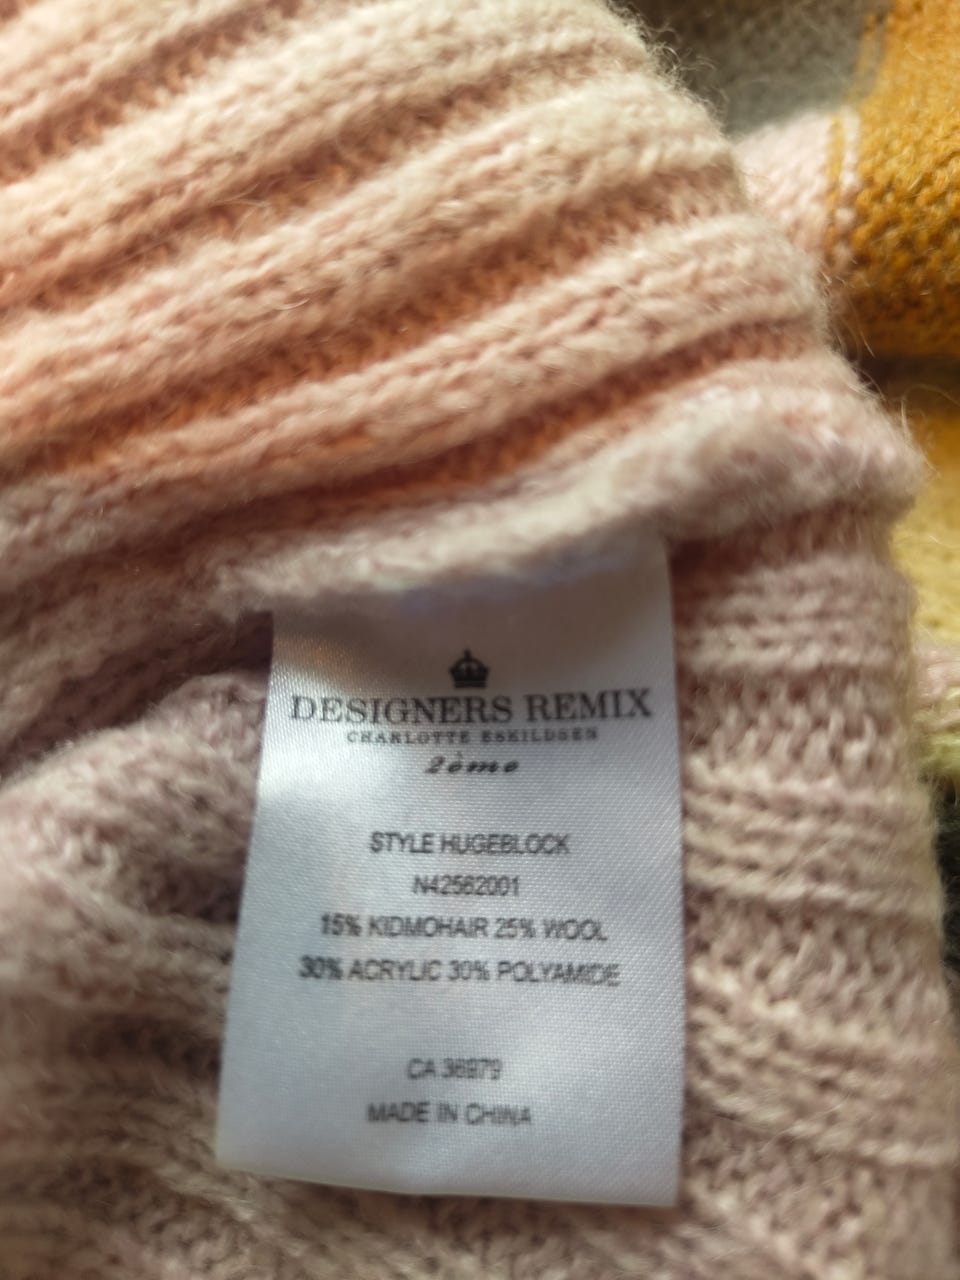 DESIGNERS REMIX
CHARLOTTE ESKILDSEN
2ème
STYLE HUGEBLOCK
N42562001
15% KIDMOHAIR 25% WOOL
30% ACRYLIC 30% POLYAMIDE
CA 36979
MADE IN CHINA